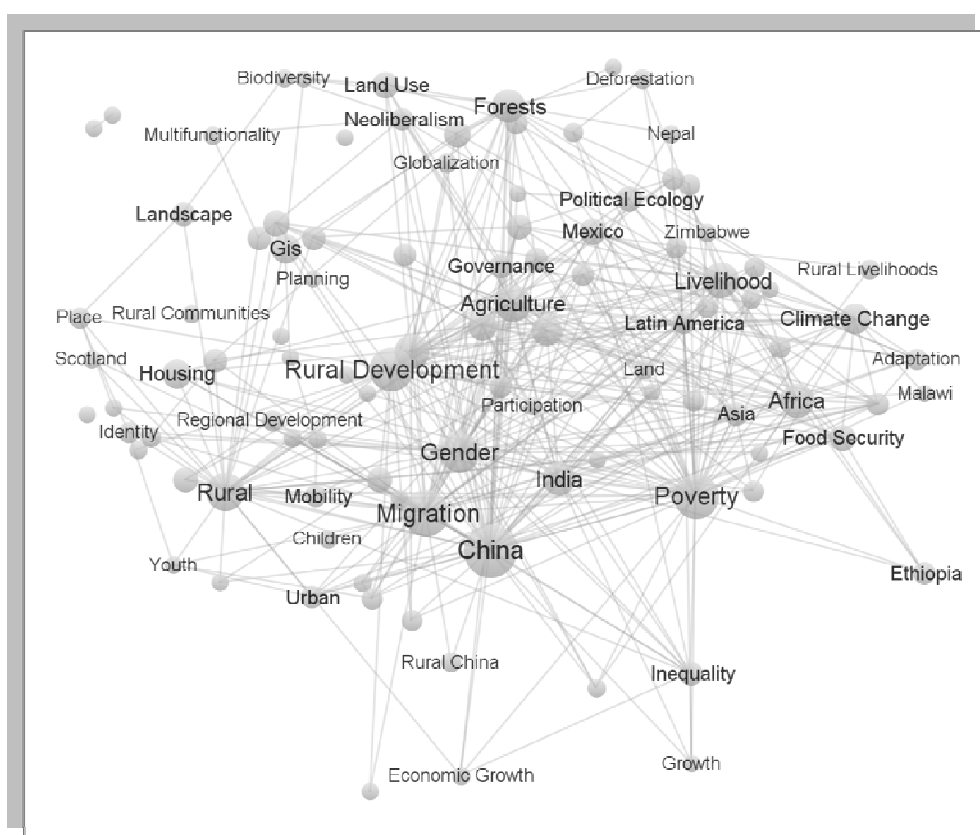 Biodiversity
Land Use
Deforestation
Forests
Neoliberalism
Multifunctionality
Nepal
Globalization
Political Ecology
Landscape
Mexico
Zimbabwe
Gis
Governance
Rural Livelihoods
Planning
Livelihood
Agriculture
Rural Communities
Place
Latin America
Climate Change
Scotland
Adaptation
Rural Development
Land
Housing
Malawi
Africa
Participation
Asia
Regional Development
Identity
Food Security
Gender
India
Rural
Mobility
Poverty
Migration
Children
China
Youth
Ethiopia
Urban
Rural China
Inequality
Growth
Economic Growth